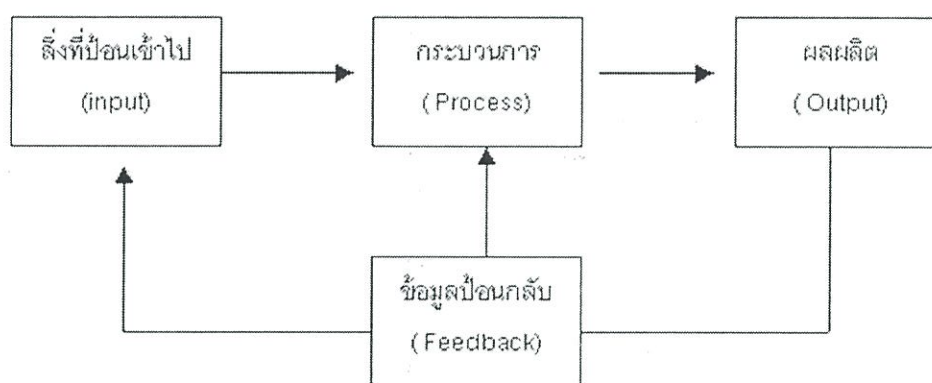 สิ่งที่ป้อนเข้าไป
(input)
กระบวนการ
( Process)
ผลผลิต
( Output)
ข้อมูลป้อนกลับ
( Feedback)